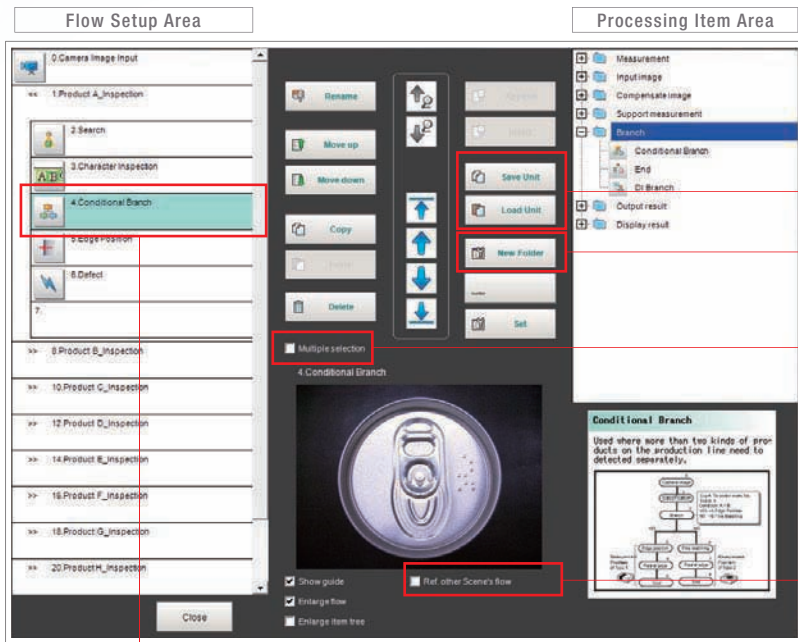 Flow Setup Area
Processing Item Area
0.Camera Image Input
<< 1.Product A_Inspection
2.Search
3.Character Inspection
ABC
4.Conditional Branch
5.Edge Position
6.Defect
7.
>> 8.Product B_Inspection
>> 10.Product C_Inspection
>> 12.Product D_Inspection
>> 14.Product E_Inspection
>> 16.Product F_Inspection
>> 18.Product G_Inspection
>> 20.Product H_Inspection
Close
Rename
Move up
Move down
Copy
Delete
Save Unit
Load Unit
New Folder
Set
Multiple selection
4.Conditional Branch
Show guide
Ref. other Scene's flow
Enlarge flow
Enlarge item tree
Measurement
Input image
Compensate image
Support measurement
Branch
Conditional Branch
End
DI Branch
Output result
Display result
Conditional Branch
Used where more than two kinds of pro-
ducts on the production line need to
detected separately.
Camera image
Branch